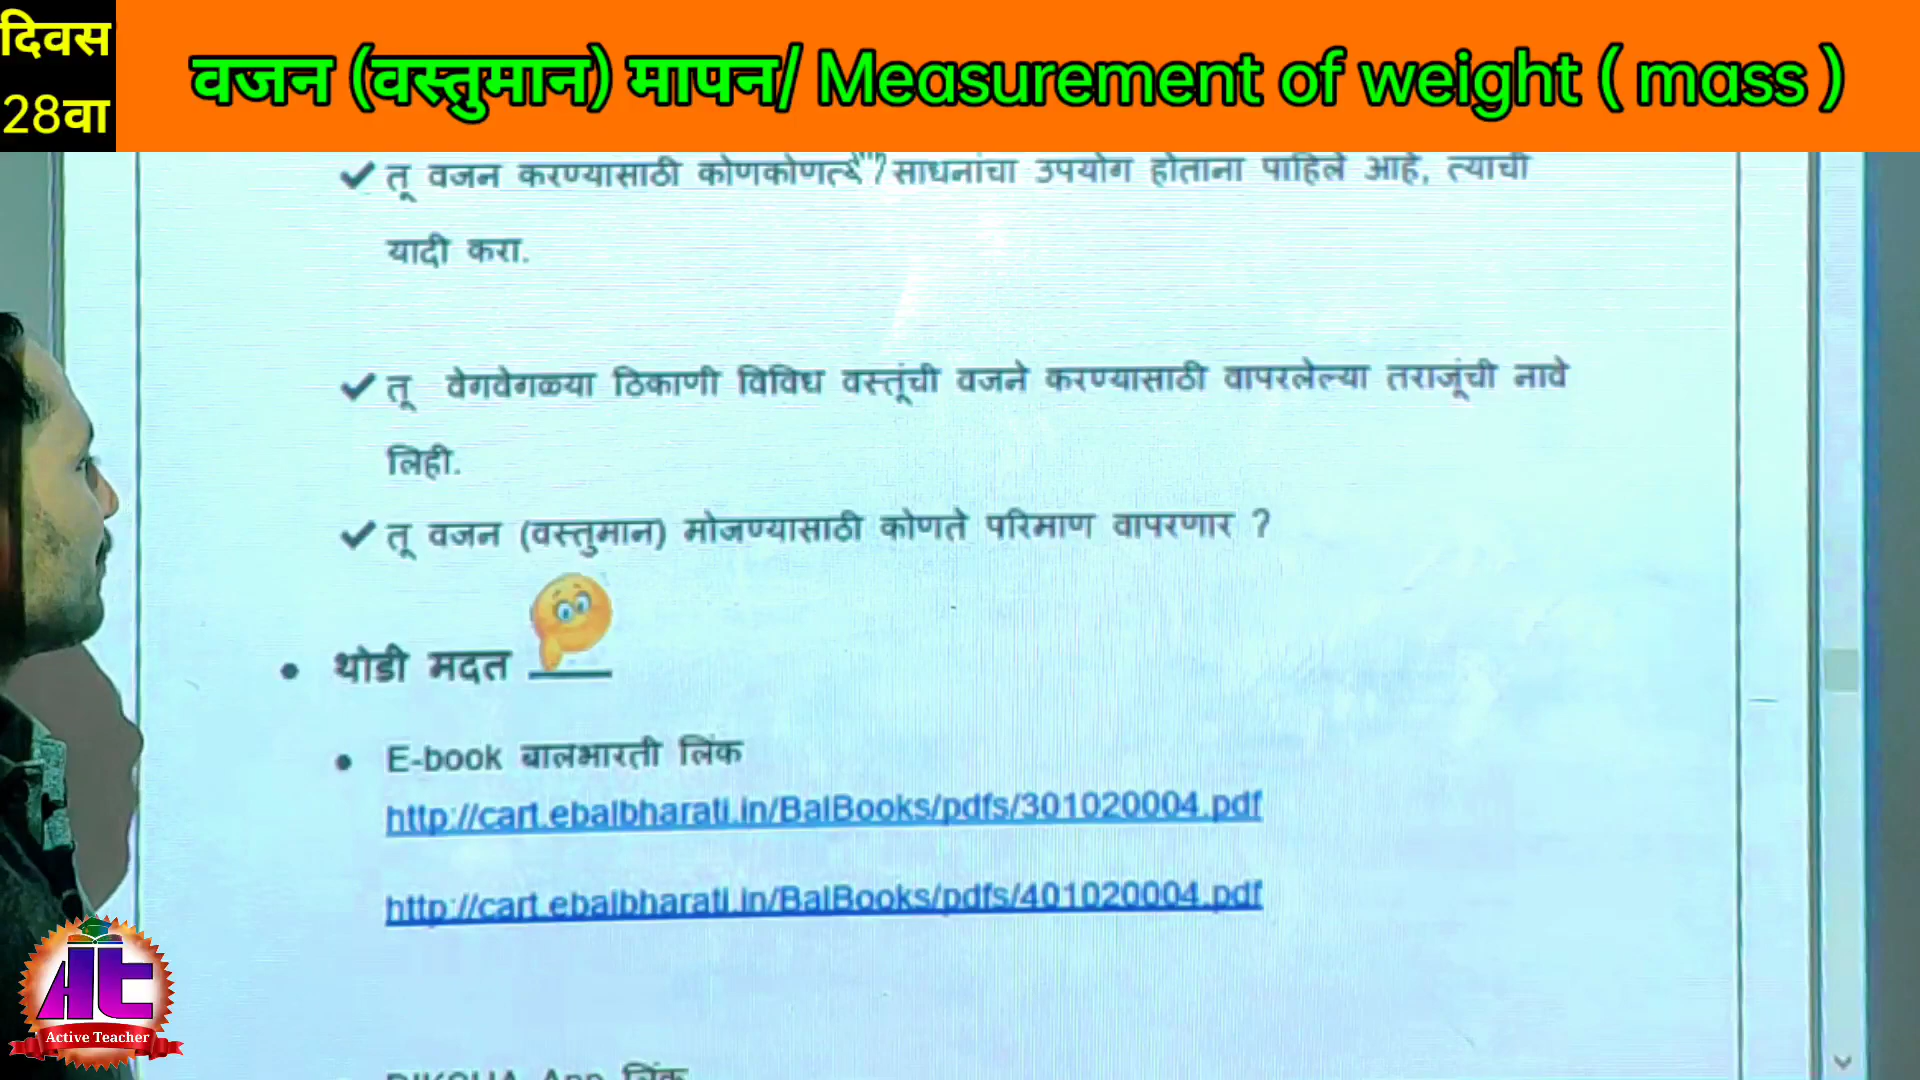 दिवस
28वा
वजन (वस्तुमान) मापन/ Measurement of weight ( mass )
तू वजन करण्यासाठी साधनांचा उपयोग होताना पाहिले आहे, त्याची
यादी करा.
तू वेगवेगळ्या ठिकाणी विविध वस्तूंची वजने करण्यासाठी वापरलेल्या तराजूंची नावे
लिही.
तू वजन (वस्तुमान) मोजण्यासाठी कोणते परिमाण वापरणार ?
थोडी मदत
E-book बालभारती लिंक
http://cart.ebalbharati.in/BalBooks/pdfs/301020004.pdf
http://cart.ebalbharati.in/BalBooks/pdfs/401020004.pdf
At
Active Teacher